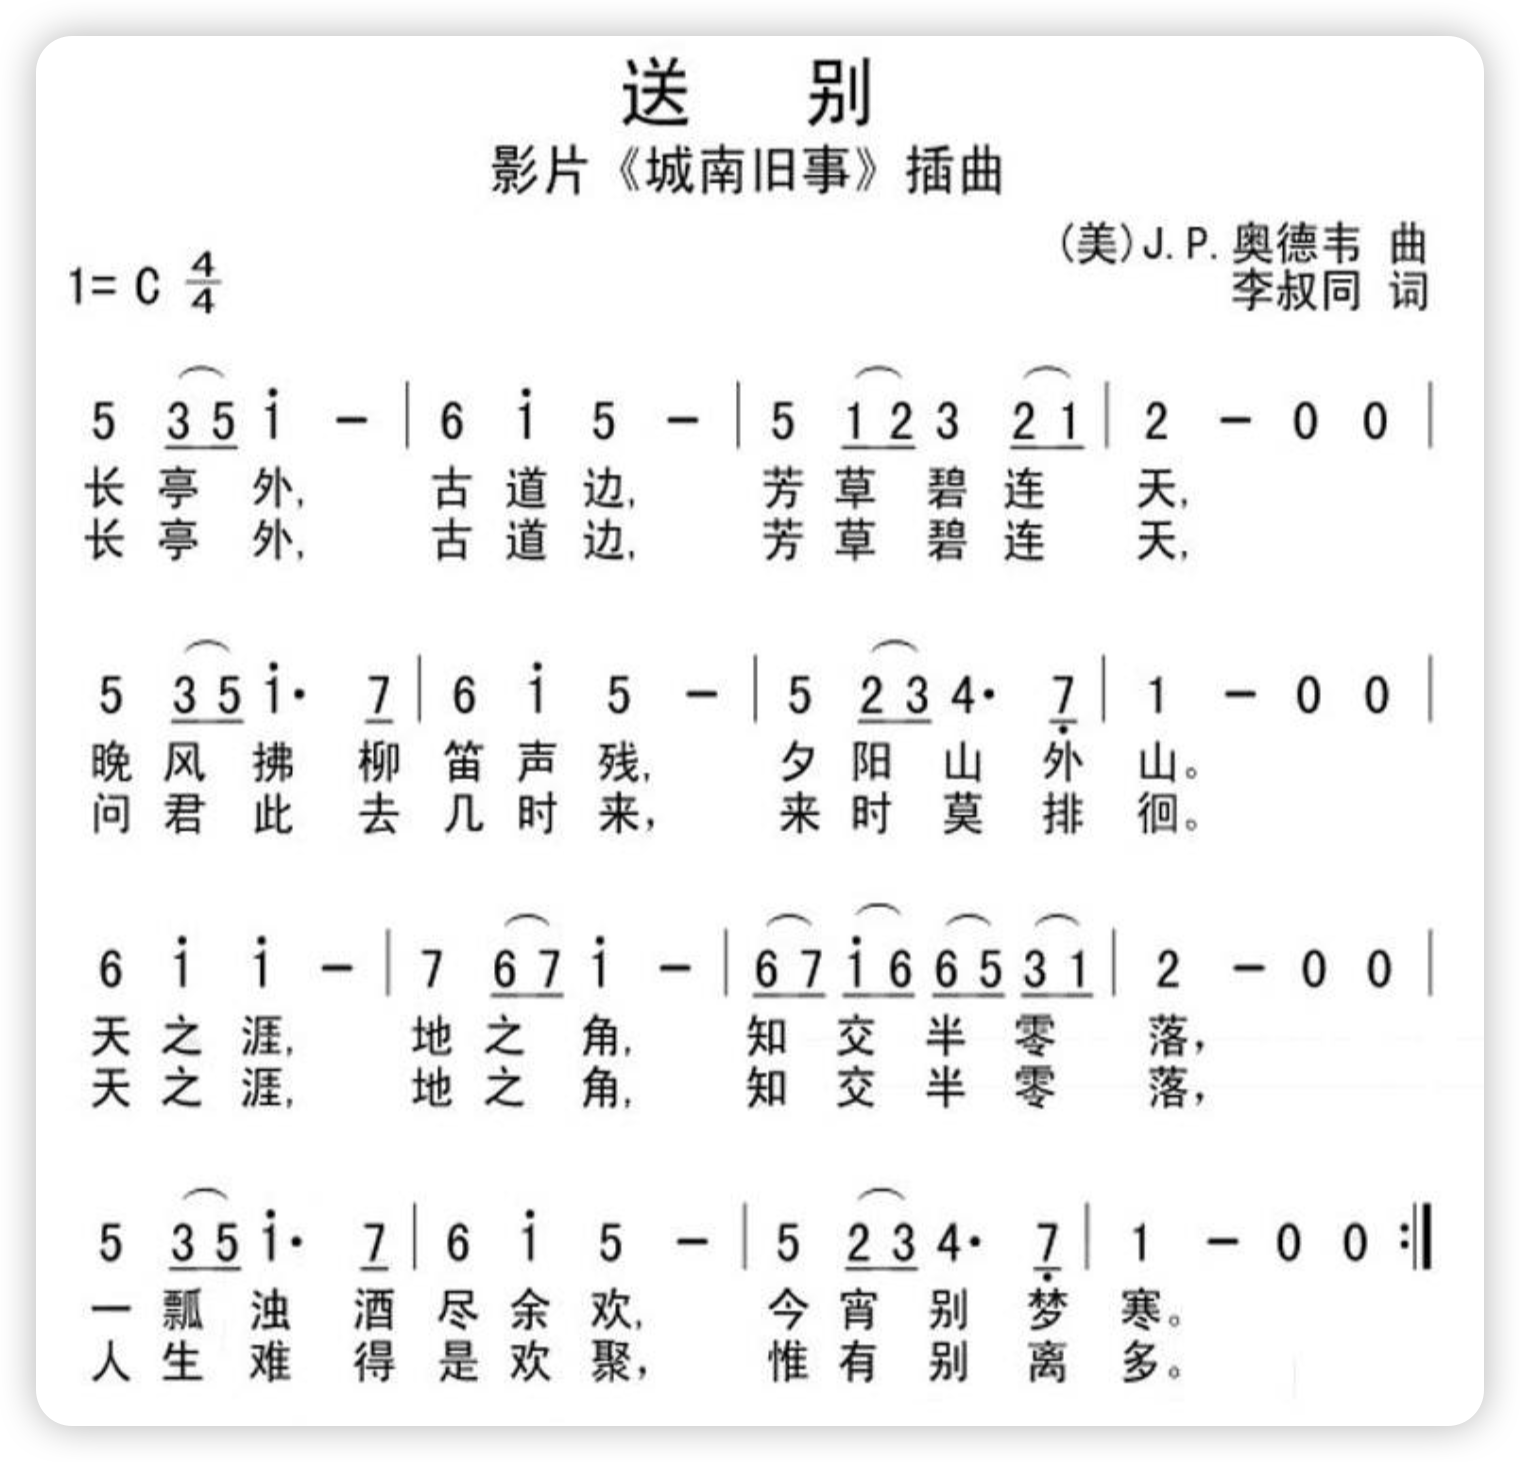 送 别
影片《城南旧事》插曲
(美)J.P.奥德韦 曲
1= C 4/4
李叔同 词
5 3 5 i - | 6 i 5 - | 5 1 2 3 2 1 | 2 - 0 0 |
长 亭 外, 古 道 边, 芳 草 碧 连 天,
长 亭 外, 古 道 边, 芳 草 碧 连 天,
5 3 5 i· 7 | 6 i 5 - | 5 2 3 4· 7̣ | 1 - 0 0 |
晚 风 拂 柳 笛 声 残, 夕 阳 山 外 山。
问 君 此 去 几 时 来, 来 时 莫 排 徊。
6 i i - | 7 6 7 i - | 6 7 i 6 6 5 3 1 | 2 - 0 0 |
天 之 涯, 地 之 角, 知 交 半 零 落,
天 之 涯, 地 之 角, 知 交 半 零 落,
5 3 5 i· 7 | 6 i 5 - | 5 2 3 4· 7̣ | 1 - 0 0 :‖
一 瓢 浊 酒 尽 余 欢, 今 宵 别 梦 寒。
人 生 难 得 是 欢 聚, 惟 有 别 离 多。